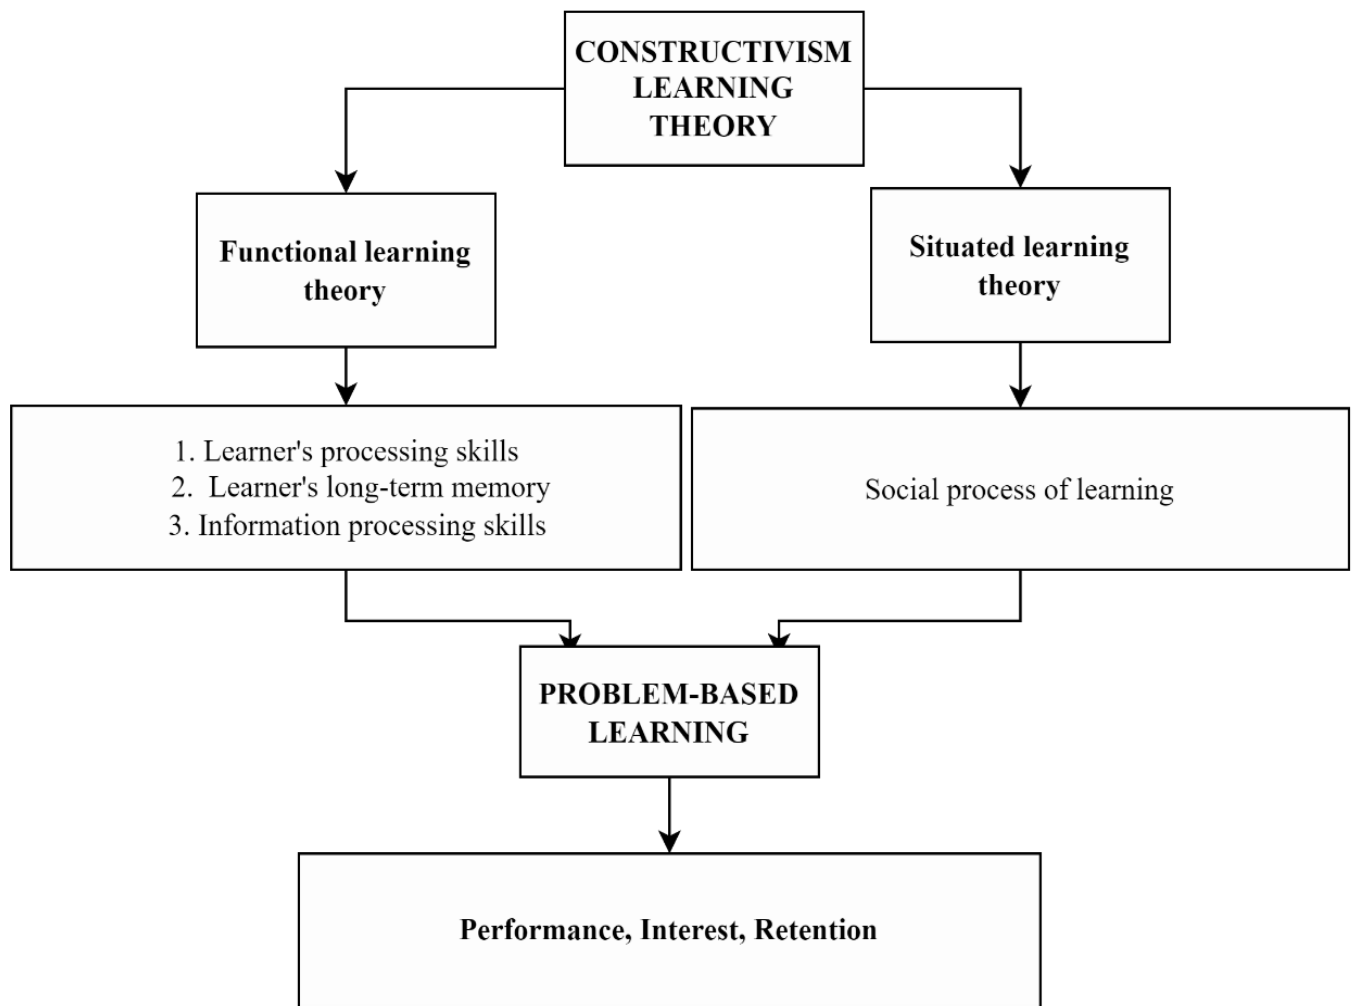 CONSTRUCTIVISM
LEARNING
THEORY
Functional learning
theory
Situated learning
theory
1. Learner's processing skills
2.  Learner's long-term memory
3. Information processing skills
Social process of learning
PROBLEM-BASED
LEARNING
Performance, Interest, Retention